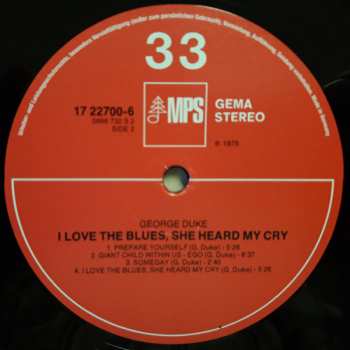 33
17 22700-6
SIDE 2
MPS
GEMA
STEREO
GEORGE DUKE
I LOVE THE BLUES, SHE HEARD MY CRY
1. PREPARE YOURSELF (G. Duke) - 5:26
2. GIANT CHILD WITHIN US - EGO (G. Duke) - 6:37
3. SOMEDAY (G. Duke) - 2:40
4. I LOVE THE BLUES, SHE HEARD MY CRY (G. Duke) - 5:26